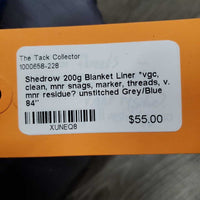 The Tack Collector
1000658-228
Shedrow 200g Blanket Liner *vgc,
clean, mnr snags, marker, threads, v.
mnr residue? unstitched Grey/Blue
84"
XUNEQ8
$55.00